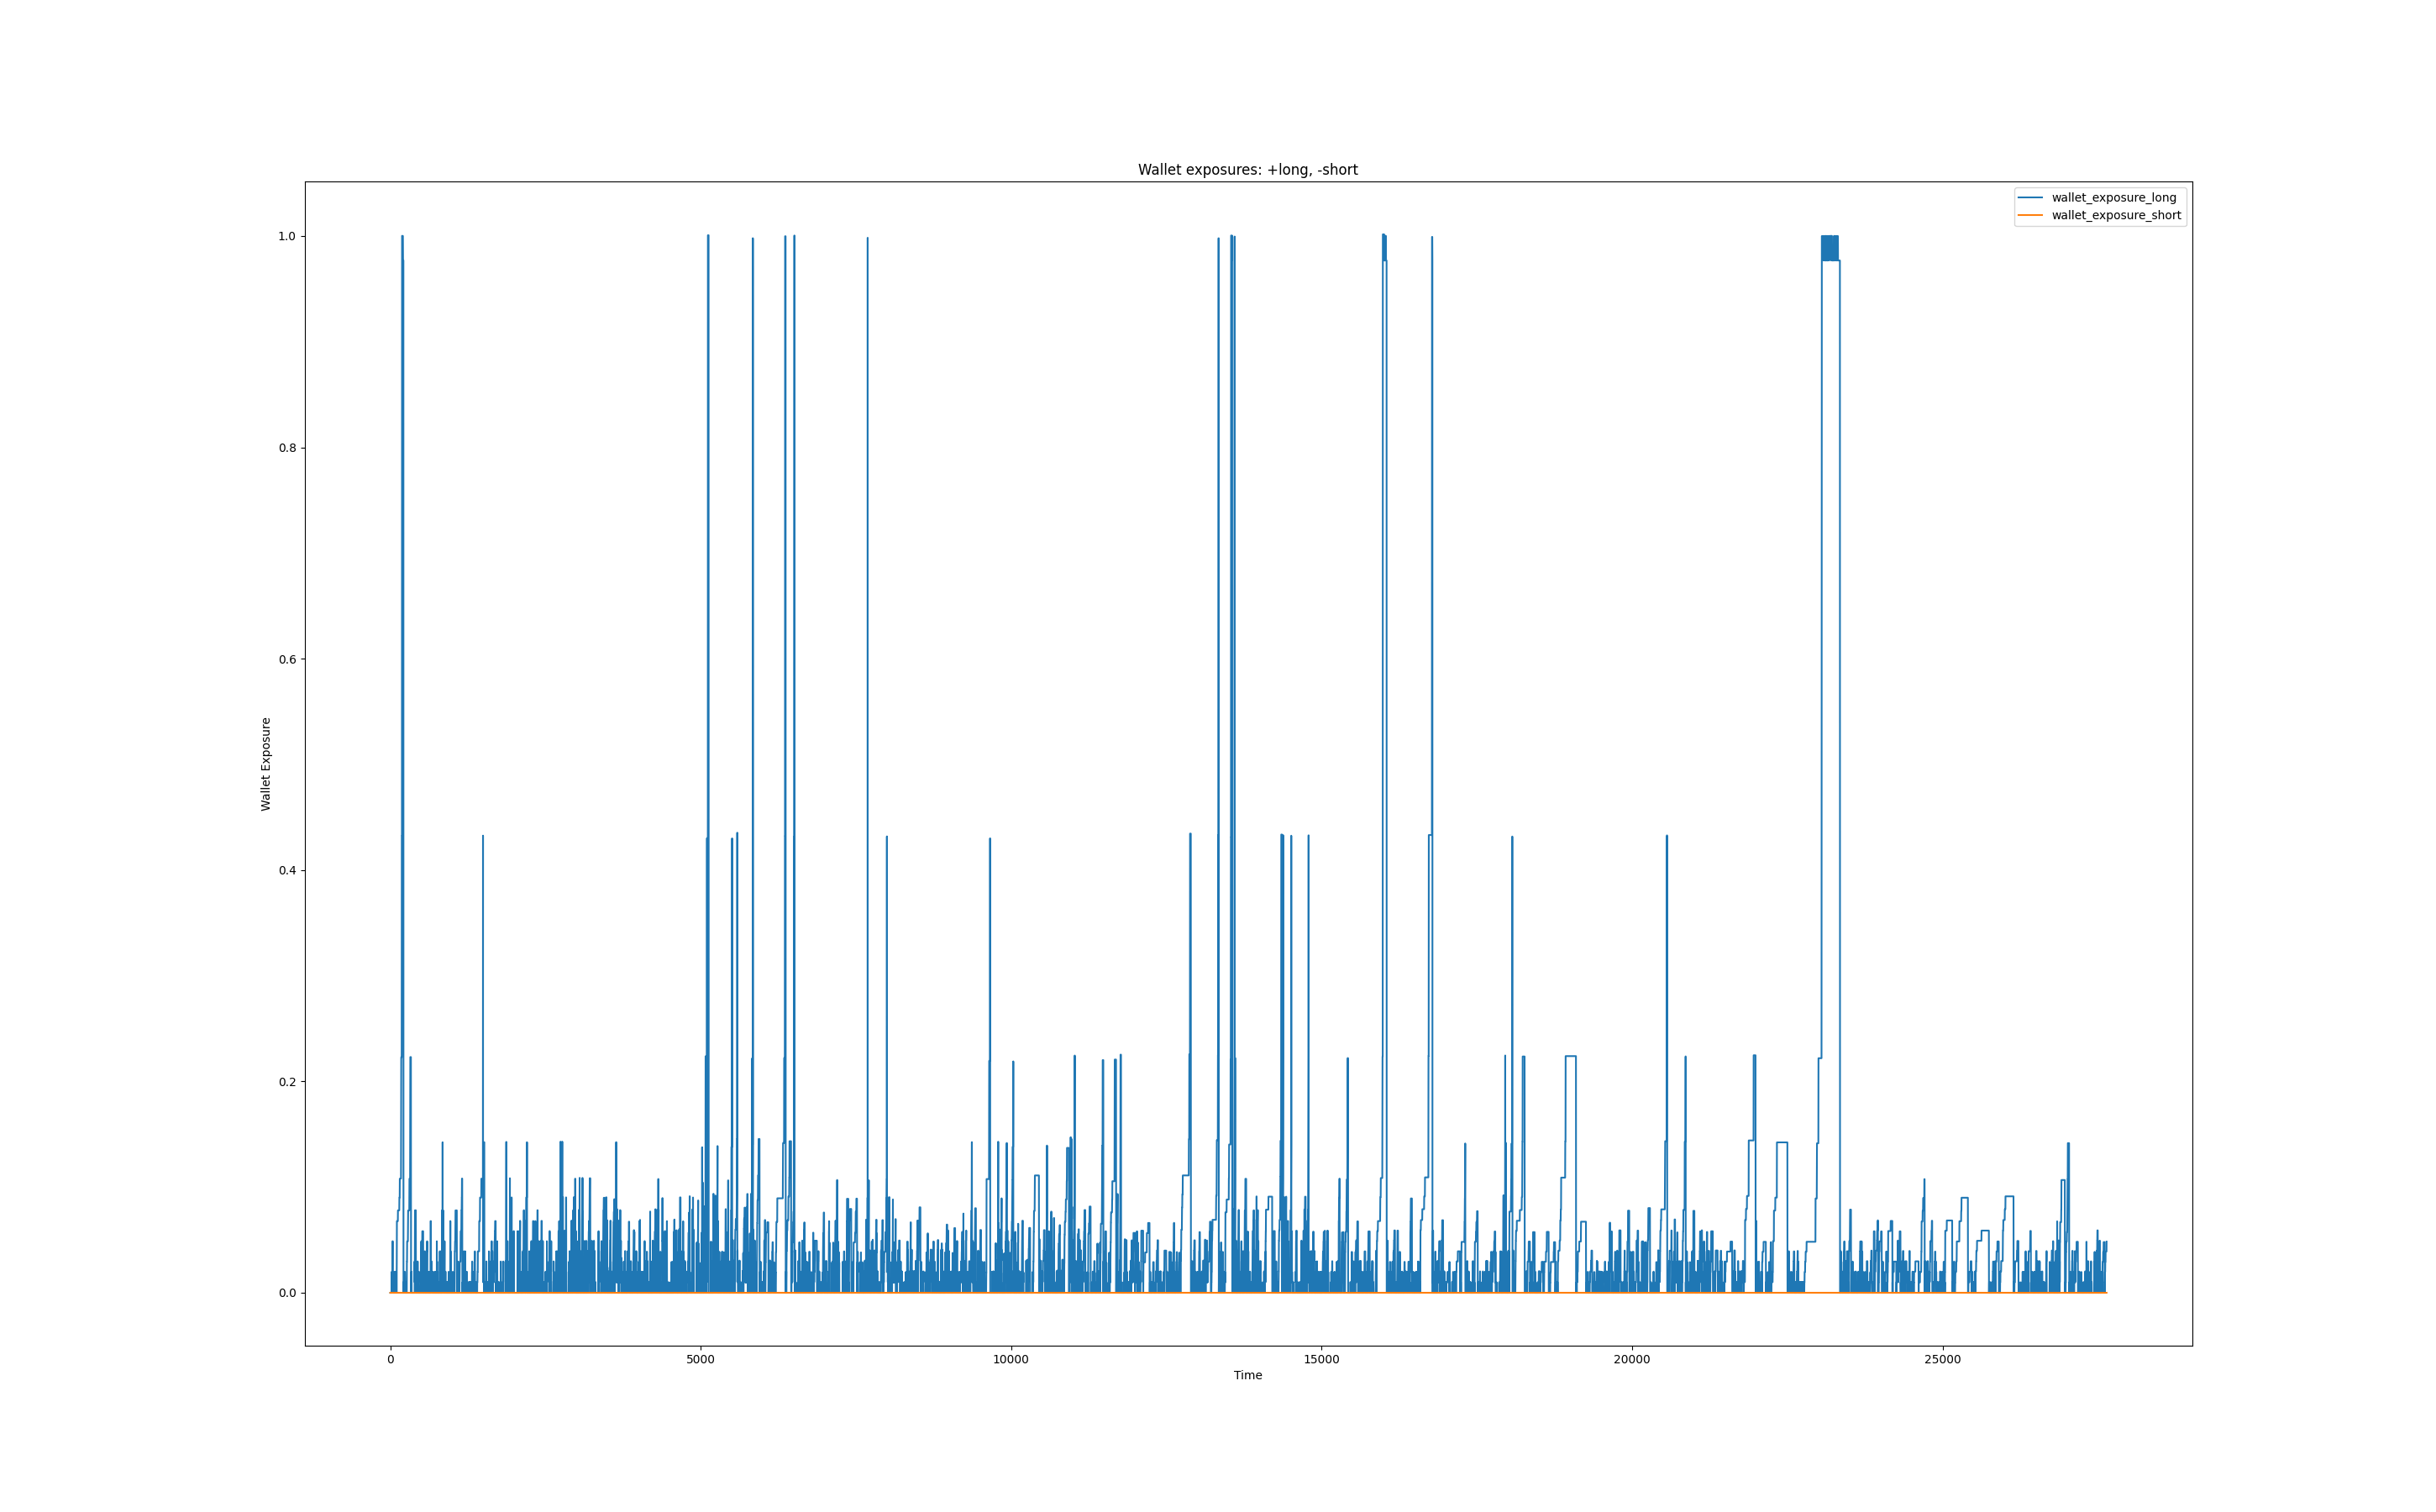 Wallet exposures: +long, -short
wallet_exposure_long
wallet_exposure_short
1.0
0.8
0.6
0.4
0.2
0.0
Wallet Exposure
0 5000 10000 15000 20000 25000
Time